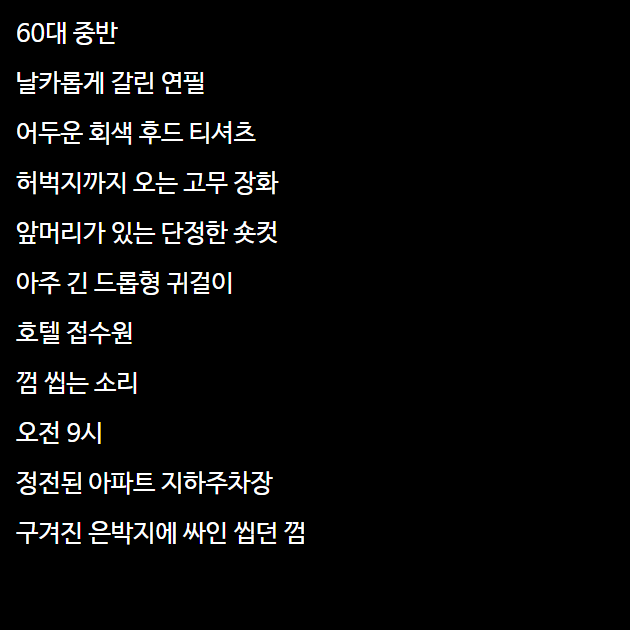 60대 중반
날카롭게 갈린 연필
어두운 회색 후드 티셔츠
허벅지까지 오는 고무 장화
앞머리가 있는 단정한 숏컷
아주 긴 드롭형 귀걸이
호텔 접수원
껌 씹는 소리
오전 9시
정전된 아파트 지하주차장
구겨진 은박지에 싸인 씹던 껌